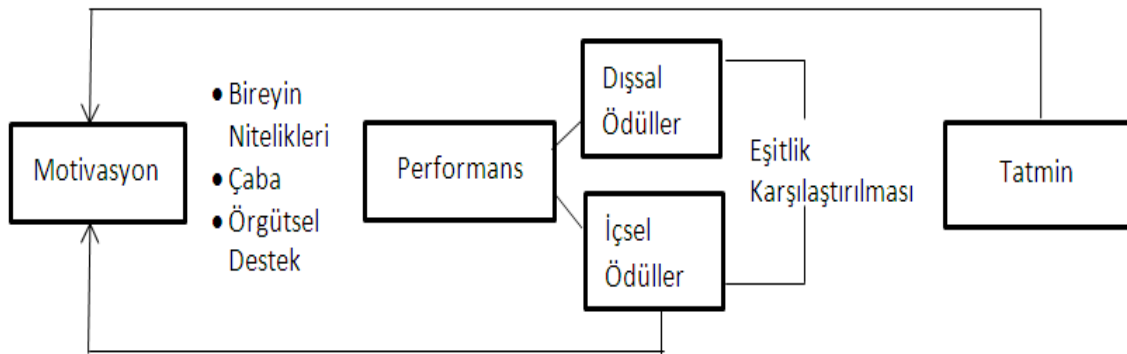 Motivasyon
• Bireyin
Nitelikleri
• Çaba
• Örgütsel
Destek
Performans
Dışsal
Ödüller
İçsel
Ödüller
Eşitlik
Karşılaştırılması
Tatmin